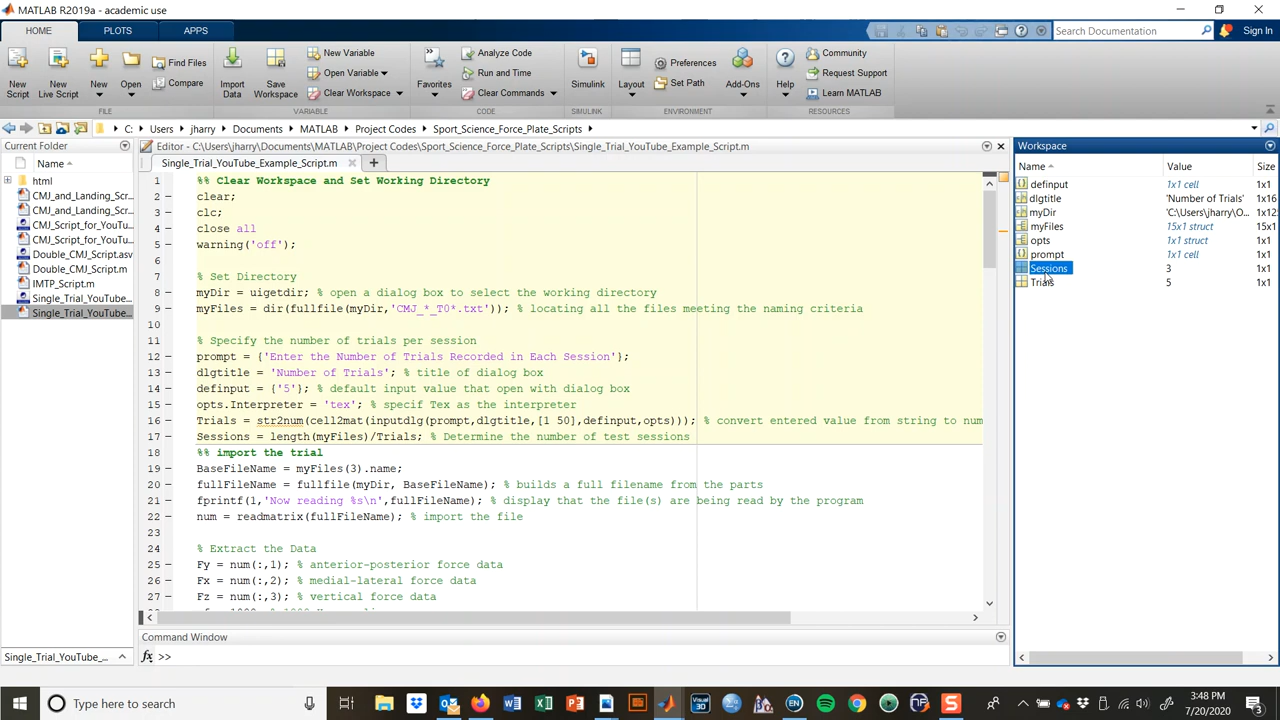 MATLAB R2019a - academic use
HOME PLOTS APPS
Search Documentation
Sign In
New Script
New Live Script
New
Open
Find Files
Compare
Import Data
Save Workspace
New Variable
Open Variable
Clear Workspace
Favorites
Analyze Code
Run and Time
Clear Commands
Simulink
Layout
Preferences
Set Path
Add-Ons
Help
Community
Request Support
Learn MATLAB
FILE VARIABLE CODE SIMULINK ENVIRONMENT RESOURCES
C: Users jharry Documents MATLAB Project Codes Sport_Science_Force_Plate_Scripts
Current Folder
Name
html
CMJ_and_Landing_Scr...
CMJ_and_Landing_Scr...
CMJ_Script_for_YouTu...
CMJ_Script_for_YouTu...
Double_CMJ_Script.asv
Double_CMJ_Script.m
IMTP_Script.m
Single_Trial_YouTube...
Single_Trial_YouTube...
Single_Trial_YouTube_...
Editor - C:\Users\jharry\Documents\MATLAB\Project Codes\Sport_Science_Force_Plate_Scripts\Single_Trial_YouTube_Example_Script.m
Single_Trial_YouTube_Example_Script.m
1 %% Clear Workspace and Set Working Directory
2 clear;
3 clc;
4 close all
5 warning('off');
6
7 % Set Directory
8 myDir = uigetdir; % open a dialog box to select the working directory
9 myFiles = dir(fullfile(myDir,'CMJ_*_T0*.txt')); % locating all the files meeting the naming criteria
10
11 % Specify the number of trials per session
12 prompt = {'Enter the Number of Trials Recorded in Each Session'};
13 dlgtitle = 'Number of Trials'; % title of dialog box
14 definput = {'5'}; % default input value that open with dialog box
15 opts.Interpreter = 'tex'; % specif Tex as the interpreter
16 Trials = str2num(cell2mat(inputdlg(prompt,dlgtitle,[1 50],definput,opts))); % convert entered value from string to num
17 Sessions = length(myFiles)/Trials; % Determine the number of test sessions
18 %% import the trial
19 BaseFileName = myFiles(3).name;
20 fullFileName = fullfile(myDir, BaseFileName); % builds a full filename from the parts
21 fprintf(1,'Now reading %s\n',fullFileName); % display that the file(s) are being read by the program
22 num = readmatrix(fullFileName); % import the file
23
24 % Extract the Data
25 Fy = num(:,1); % anterior-posterior force data
26 Fx = num(:,2); % medial-lateral force data
27 Fz = num(:,3); % vertical force data
Command Window
fx >>
Workspace
Name Value Size
definput 1x1 cell 1x1
dlgtitle 'Number of Trials' 1x16
myDir 'C:\Users\jharry\O... 1x12
myFiles 15x1 struct 15x1
opts 1x1 struct 1x1
prompt 1x1 cell 1x1
Sessions 3 1x1
Trials 5 1x1
Type here to search
3:48 PM
7/20/2020